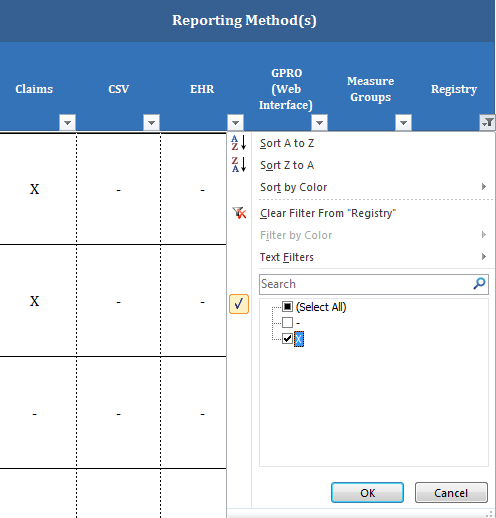 Reporting Method(s)
Claims CSV EHR GPRO (Web Interface) Measure Groups Registry
Sort A to Z
X - -
Sort Z to A
Sort by Color
Clear Filter From "Registry"
Filter by Color
Text Filters
Search
X - -
(Select All)
-
X
- - -
OK Cancel